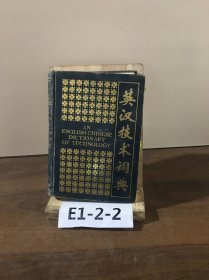 AN
ENGLISH-CHINESE
DICTIONARY
OF TECHNOLOGY
英汉技术词典
E1-2-2